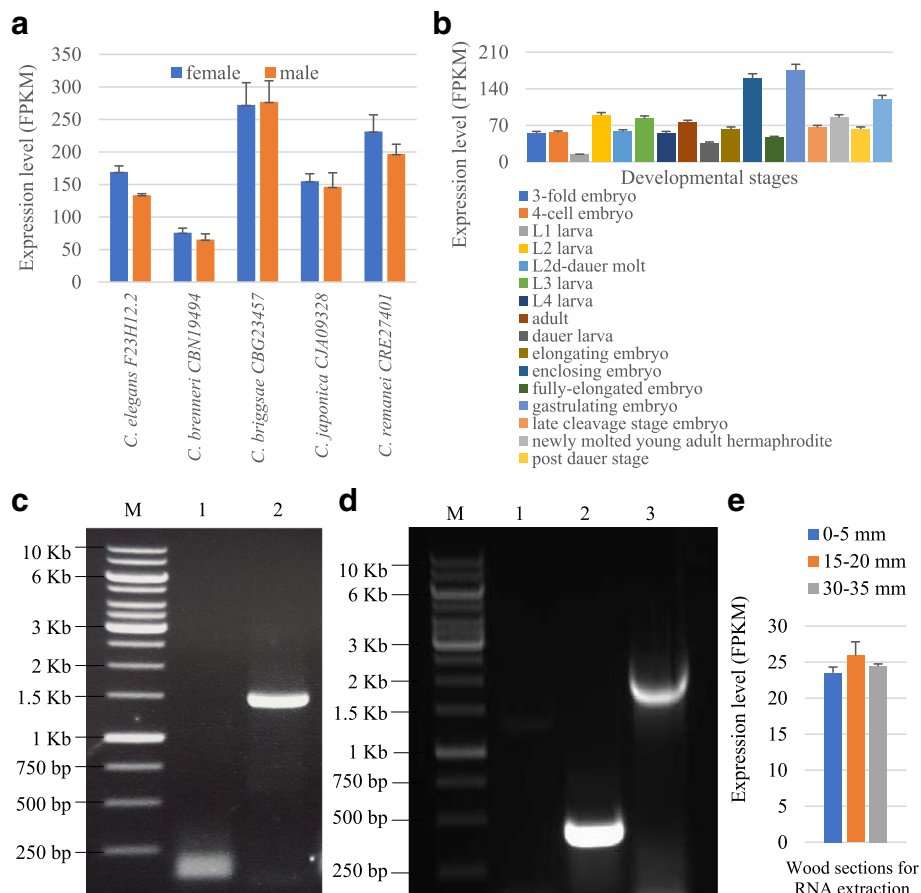 a
Expression level (FPKM)
350
300
250
200
150
100
50
0
female
male
C. elegans F23H12.2
C. brenneri CBN19494
C. briggsae CBG23457
C. japonica CJA09328
C. remanei CRE27401
b
Expression level (FPKM)
210
140
70
0
Developmental stages
3-fold embryo
4-cell embryo
L1 larva
L2 larva
L2d-dauer molt
L3 larva
L4 larva
adult
dauer larva
elongating embryo
enclosing embryo
fully-elongated embryo
gastrulating embryo
late cleavage stage embryo
newly molted young adult hermaphrodite
post dauer stage
c
M 1 2
10 Kb
6 Kb
3 Kb
2 Kb
1.5 Kb
1 Kb
750 bp
500 bp
250 bp
d
M 1 2 3
10 Kb
6 Kb
3 Kb
2 Kb
1.5 Kb
1 Kb
750 bp
500 bp
250 bp
e
0-5 mm
15-20 mm
30-35 mm
Expression level (FPKM)
30
25
20
15
10
5
0
Wood sections for
RNA extraction